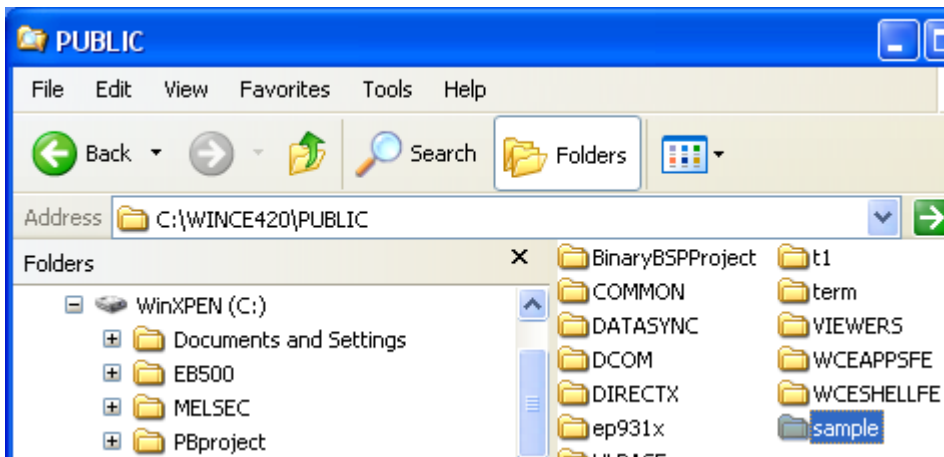 PUBLIC
File Edit View Favorites Tools Help
Back Search Folders
Address C:\WINCE420\PUBLIC
Folders
WinXPEN (C:)
Documents and Settings
EB500
MELSEC
PBproject
BinaryBSPProject t1
COMMON term
DATASYNC VIEWERS
DCOM WCEAPPSFE
DIRECTX WCESHELLFE
ep931x sample